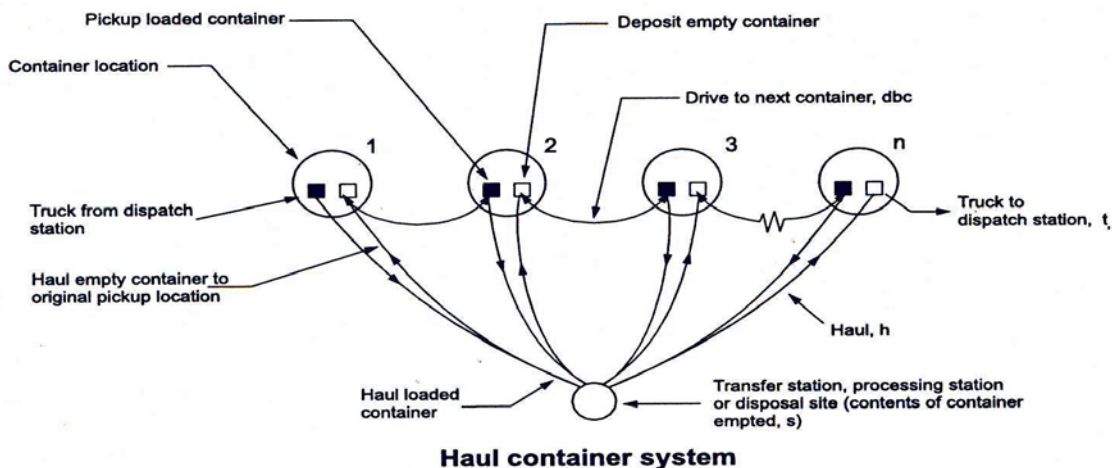 Pickup loaded container
Deposit empty container
Container location
Drive to next container, dbc
1
2
3
n
Truck from dispatch
station
Truck to
dispatch station, t,
Haul empty container to
original pickup location
Haul, h
Haul loaded
container
Transfer station, processing station
or disposal site (contents of container
empted, s)
Haul container system